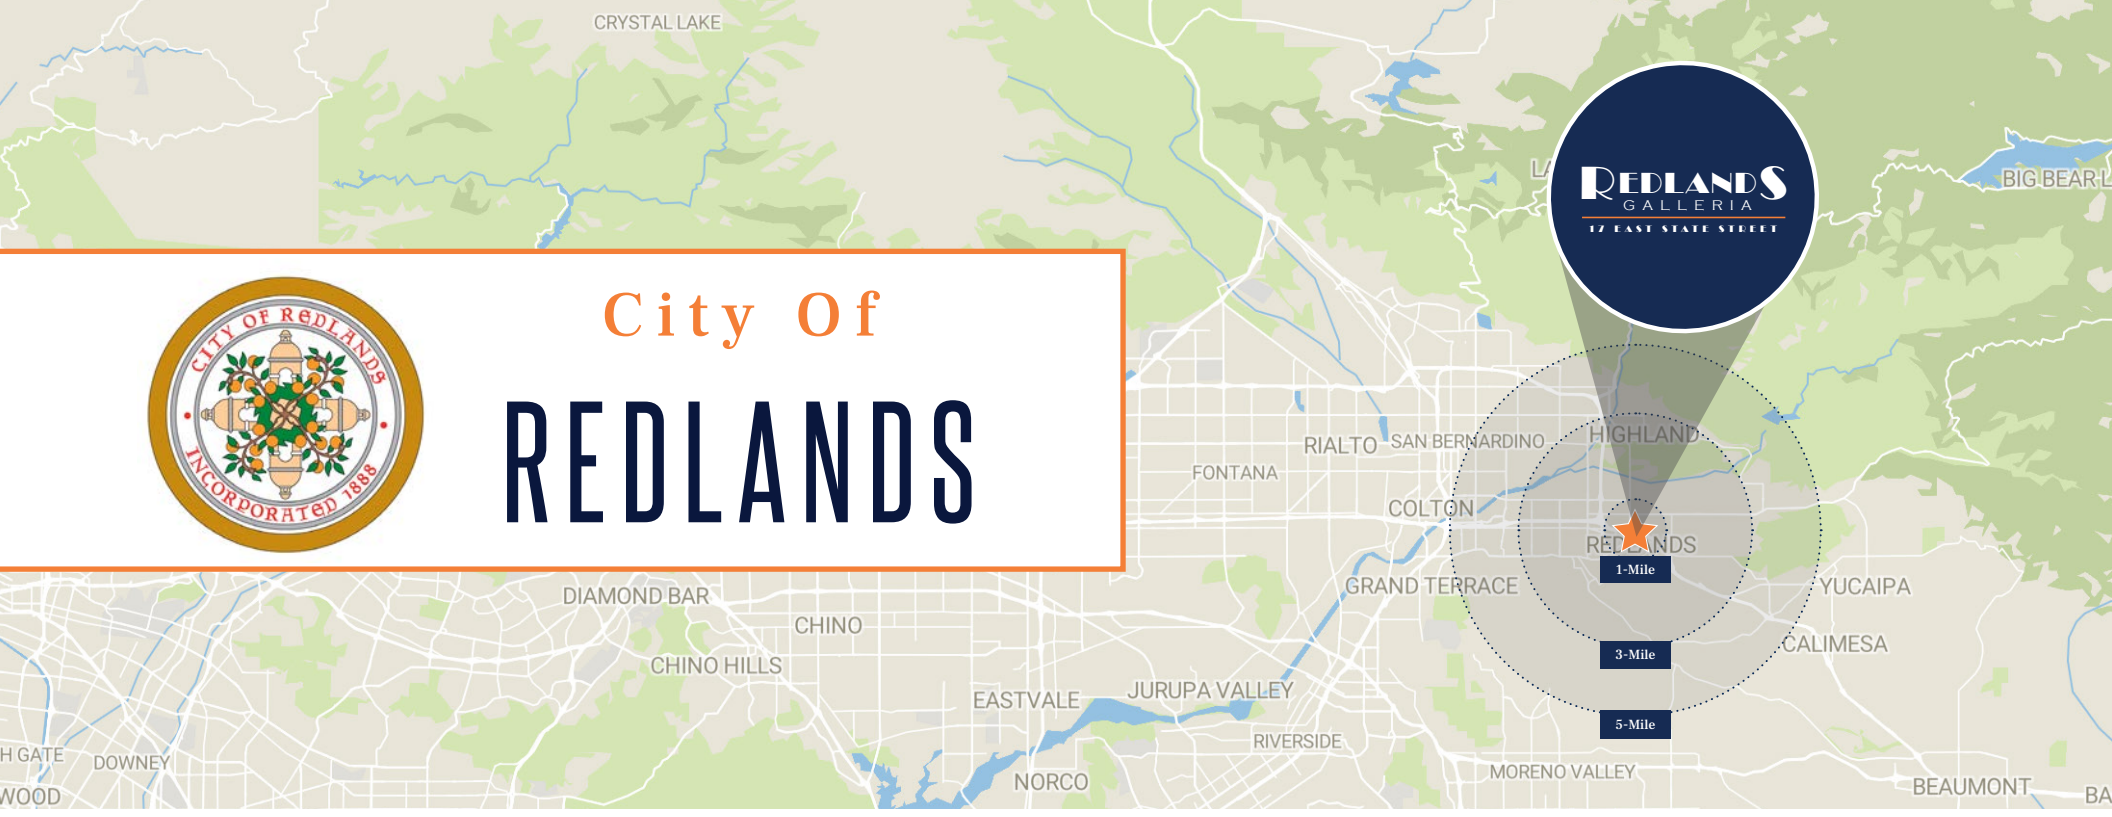 CRYSTAL LAKE
BIG BEAR L
REDLANDS
GALLERIA
17 EAST STATE STREET
City Of
REDLANDS
CITY OF REDLANDS
INCORPORATED 1888
HIGHLAND
RIALTO
SAN BERNARDINO
FONTANA
COLTON
REDLANDS
1-Mile
GRAND TERRACE
YUCAIPA
DIAMOND BAR
CHINO
CALIMESA
3-Mile
CHINO HILLS
JURUPA VALLEY
EASTVALE
5-Mile
RIVERSIDE
H GATE
DOWNEY
MORENO VALLEY
NORCO
BEAUMONT
WOOD
BA